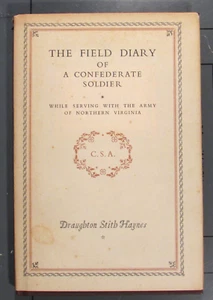 THE FIELD DIARY
OF
A CONFEDERATE
SOLDIER
WHILE SERVING WITH THE ARMY
OF NORTHERN VIRGINIA
C.S.A.
Draughton Stith Haynes